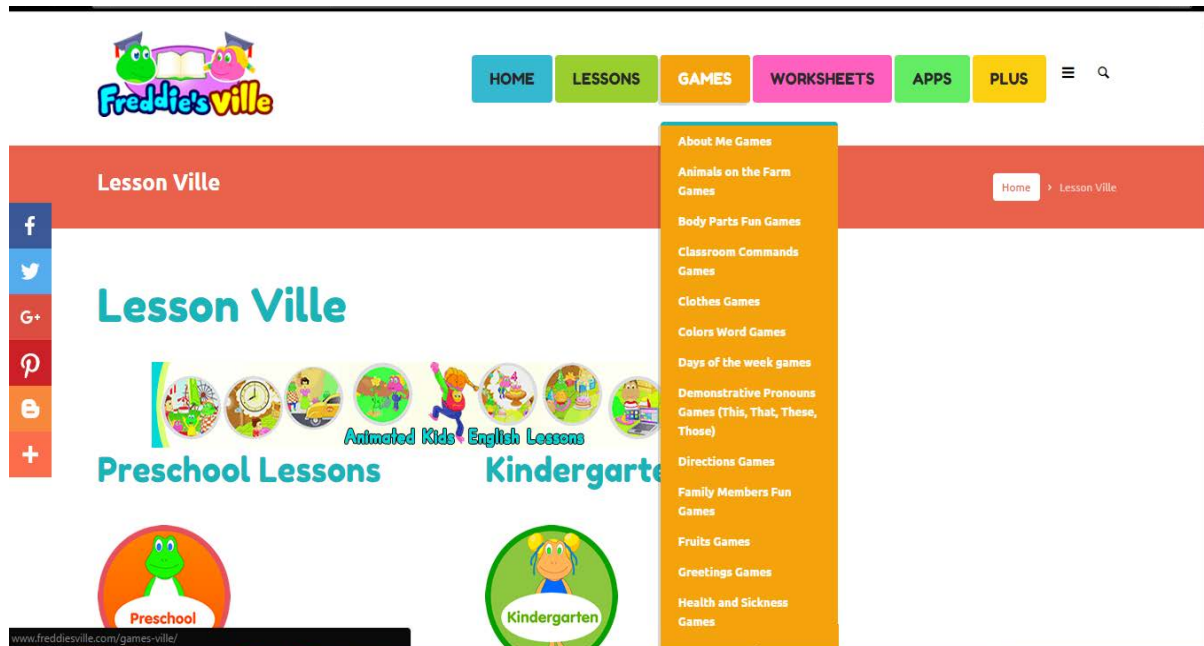 Freddie's Ville
HOME
LESSONS
GAMES
WORKSHEETS
APPS
PLUS
About Me Games
Animals on the Farm
Games
Body Parts Fun Games
Classroom Commands
Games
Clothes Games
Colors Word Games
Days of the week games
Demonstrative Pronouns
Games (This, That, These,
Those)
Directions Games
Family Members Fun
Games
Fruits Games
Greetings Games
Health and Sickness
Games
Lesson Ville
Home › Lesson Ville
f
G+
Lesson Ville
Animated Kids English Lessons
Preschool Lessons
Kindergarte
Preschool
Kindergarten
www.freddiesville.com/games-ville/